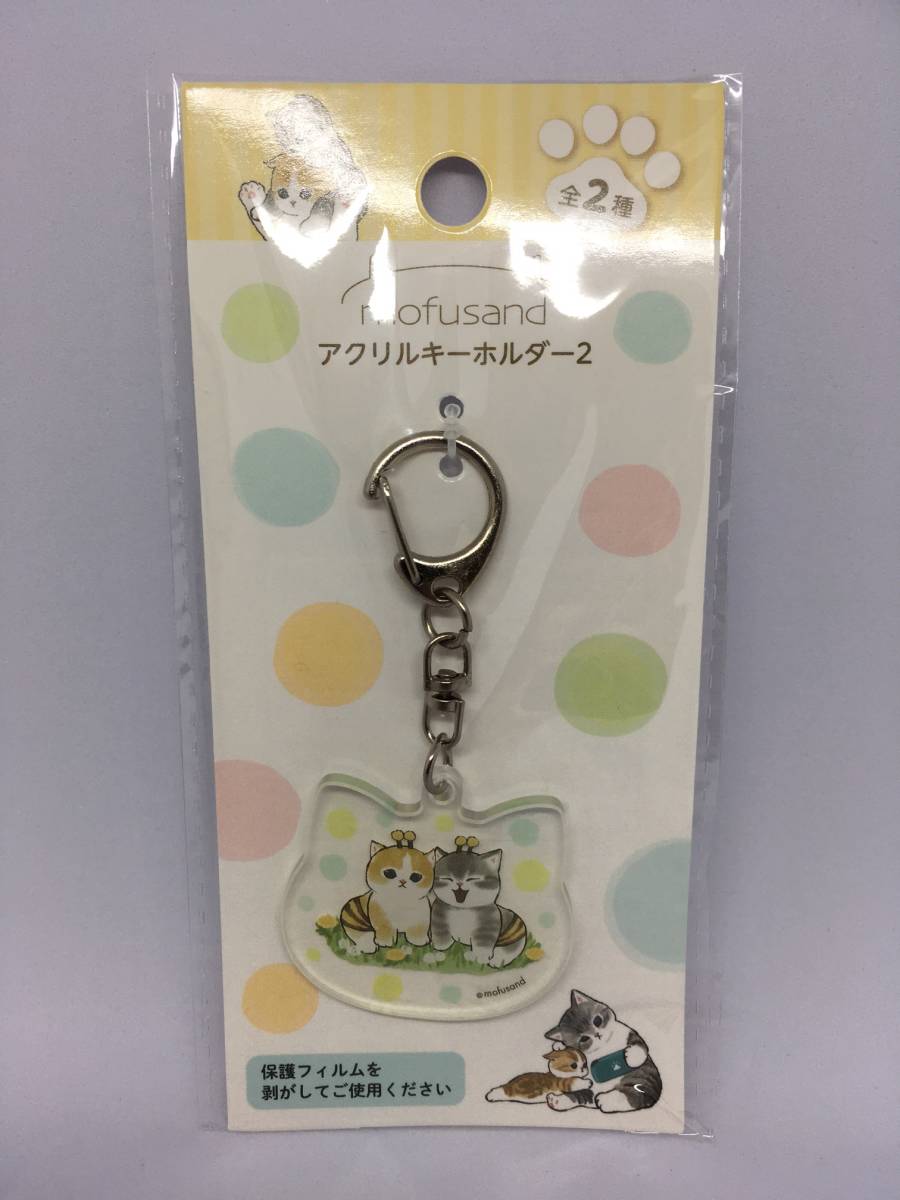 全2種
mofusand
アクリルキーホルダー2
©mofusand
保護フィルムを
剥がしてご使用ください